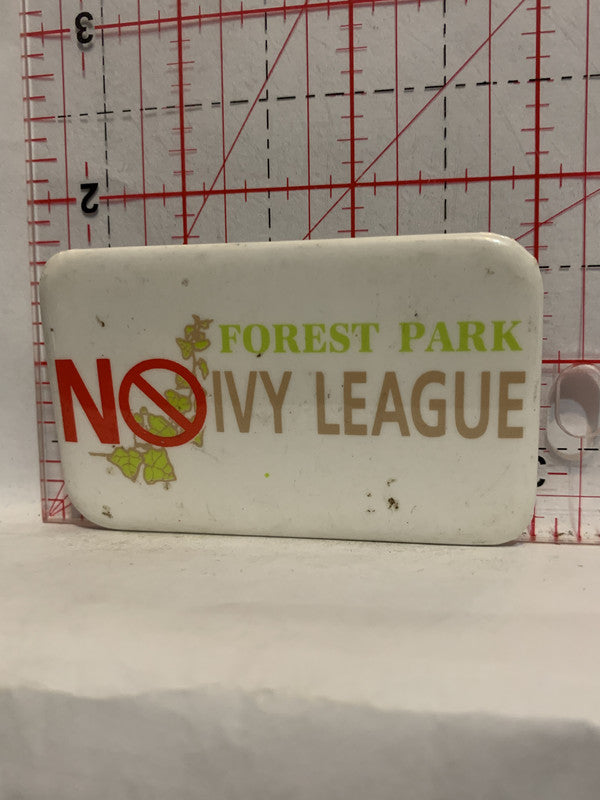 3
2
FOREST PARK
NO IVY LEAGUE